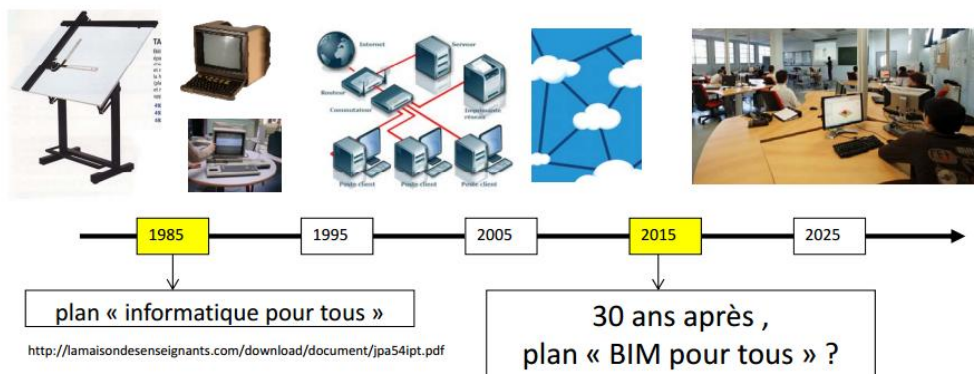 TA
Internet
Serveur
Routeur
Commutateur
Imprimante
réseau
Poste client
Poste client
Poste client
1985
1995
2005
2015
2025
plan « informatique pour tous »
http://lamaisondesenseignants.com/download/document/jpa54ipt.pdf
30 ans après ,
plan « BIM pour tous » ?